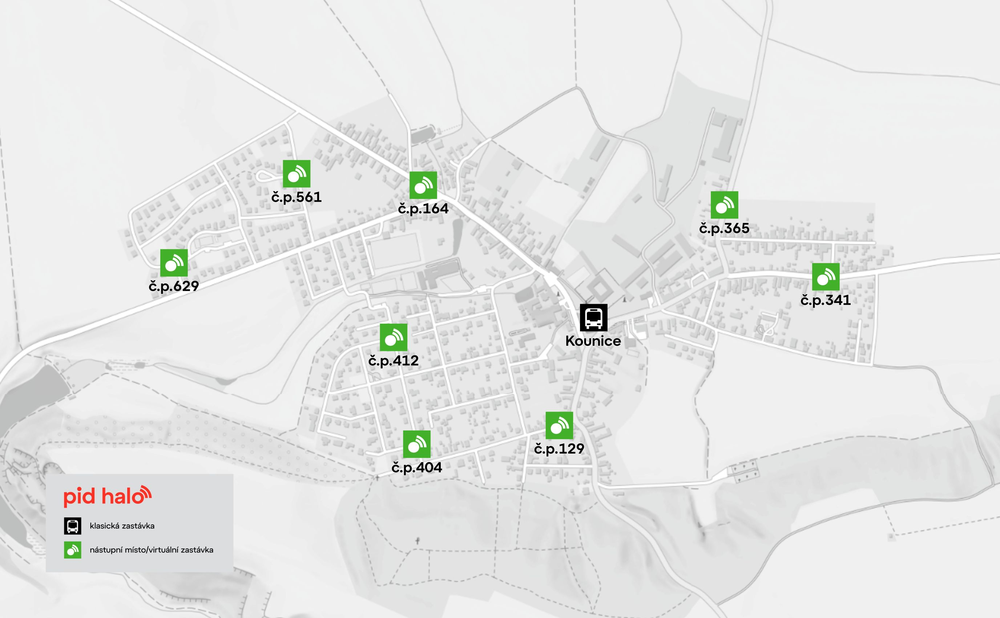 č.p.561
č.p.164
č.p.365
č.p.629
č.p.341
Kounice
č.p.412
č.p.129
č.p.404
pid halo
klasická zastávka
nástupní místo/virtuální zastávka